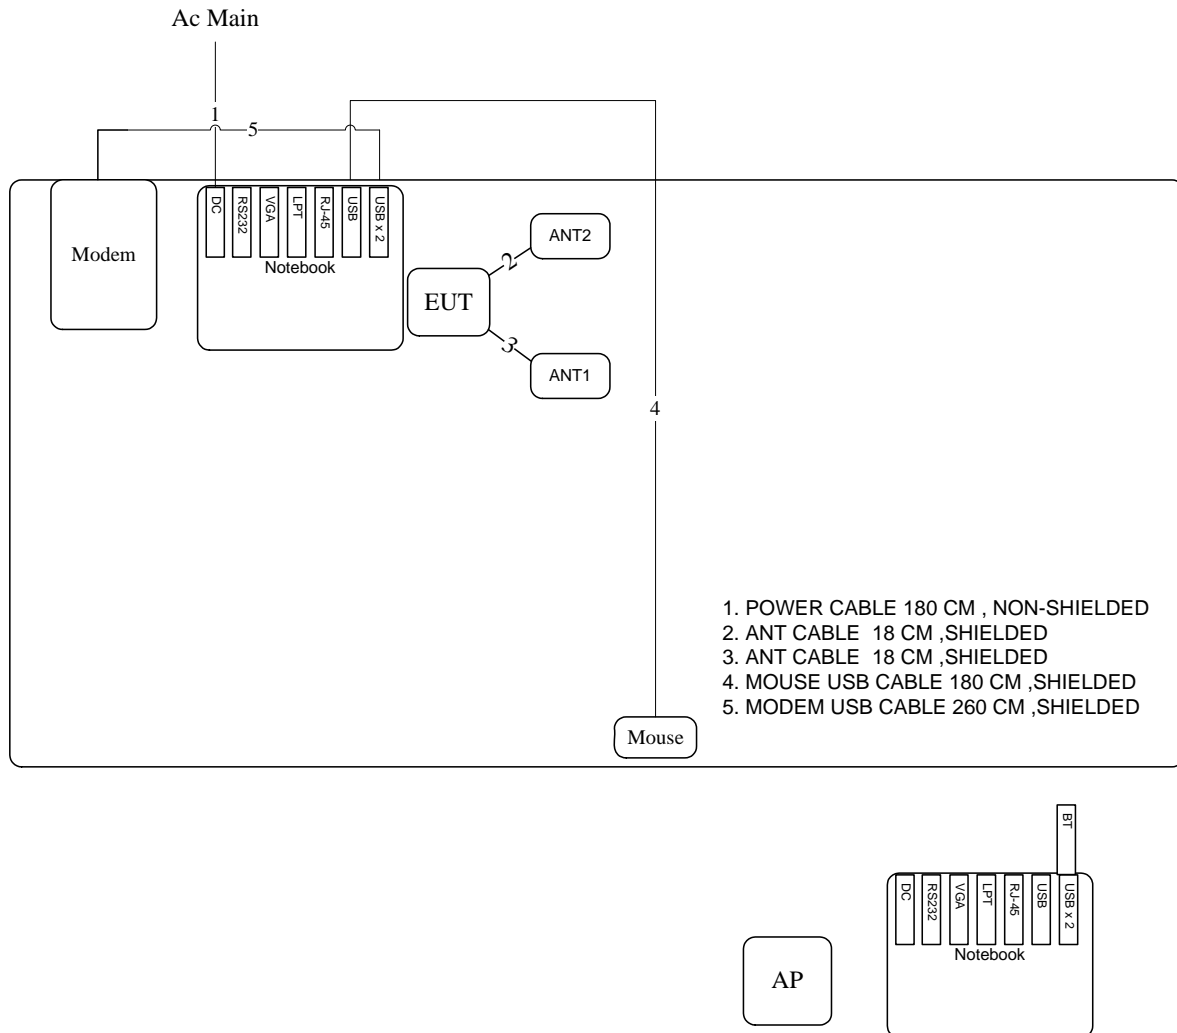 Ac Main
1
5
DC
RS232
VGA
LPT
RJ-45
USB
USB x 2
Notebook
Modem
ANT2
2
EUT
3
ANT1
4
1. POWER CABLE 180 CM , NON-SHIELDED
2. ANT CABLE  18 CM ,SHIELDED
3. ANT CABLE  18 CM ,SHIELDED
4. MOUSE USB CABLE 180 CM ,SHIELDED
5. MODEM USB CABLE 260 CM ,SHIELDED
Mouse
BT
DC
RS232
VGA
LPT
RJ-45
USB
USB x 2
Notebook
AP